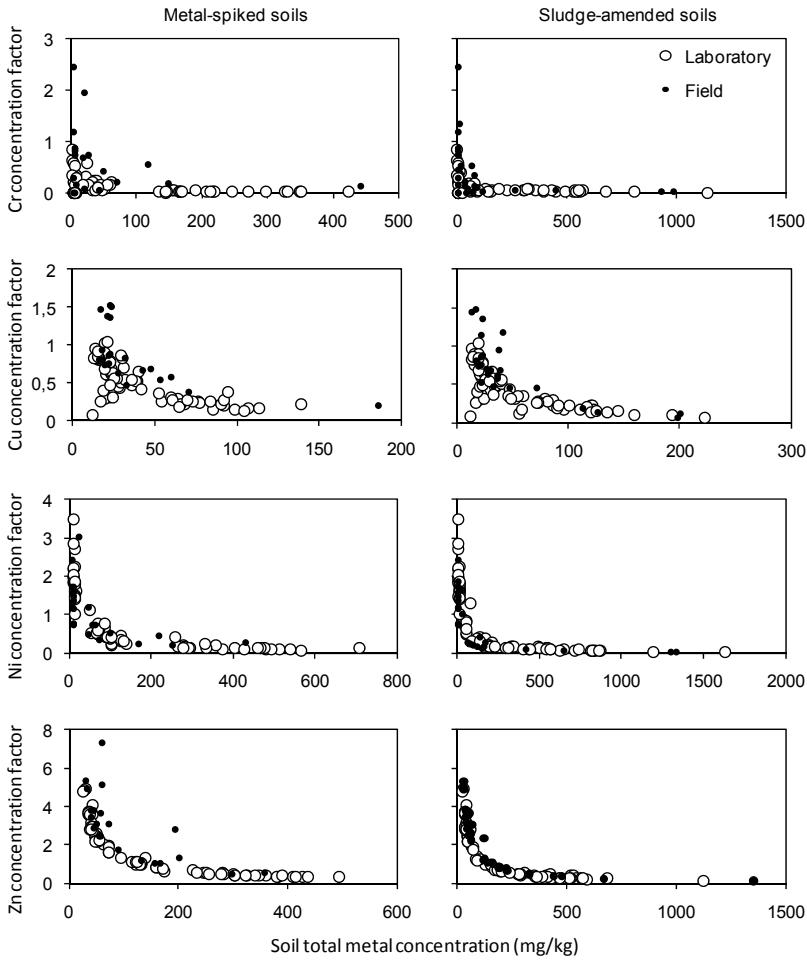 Metal-spiked soils
Sludge-amended soils
Cr concentration factor
3
2
1
0
0 100 200 300 400 500
Laboratory
Field
0 500 1000 1500
Cu concentration factor
2
1,5
1
0,5
0
0 50 100 150 200
0 100 200 300
Ni concentration factor
4
3
2
1
0
0 200 400 600 800
0 500 1000 1500 2000
Zn concentration factor
8
6
4
2
0
0 200 400 600
0 500 1000 1500
Soil total metal concentration (mg/kg)